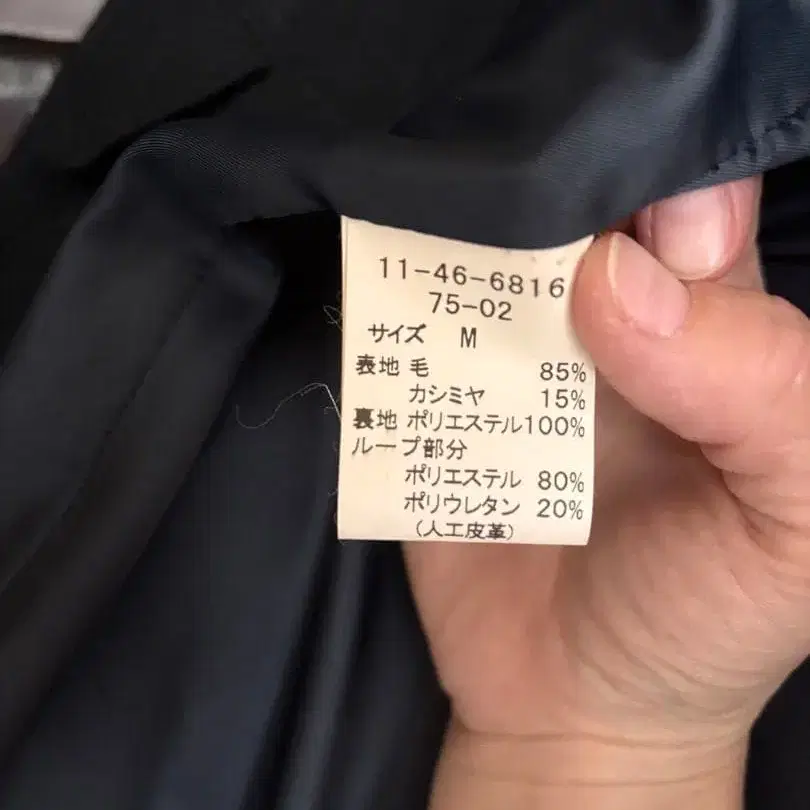 11-46-6816
75-02
サイズ M
表地 毛 85%
カシミヤ 15%
裏地 ポリエステル100%
ループ部分
ポリエステル 80%
ポリウレタン 20%
(人工皮革)